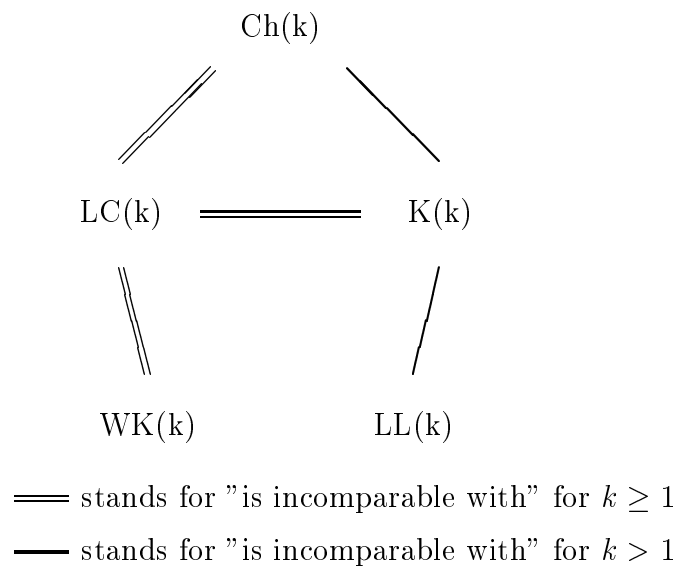 Ch(k)
LC(k) K(k)
WK(k) LL(k)
stands for "is incomparable with" for k ≥ 1
stands for "is incomparable with" for k > 1